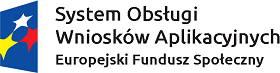 System Obsługi
Wniosków Aplikacyjnych
Europejski Fundusz Społeczny